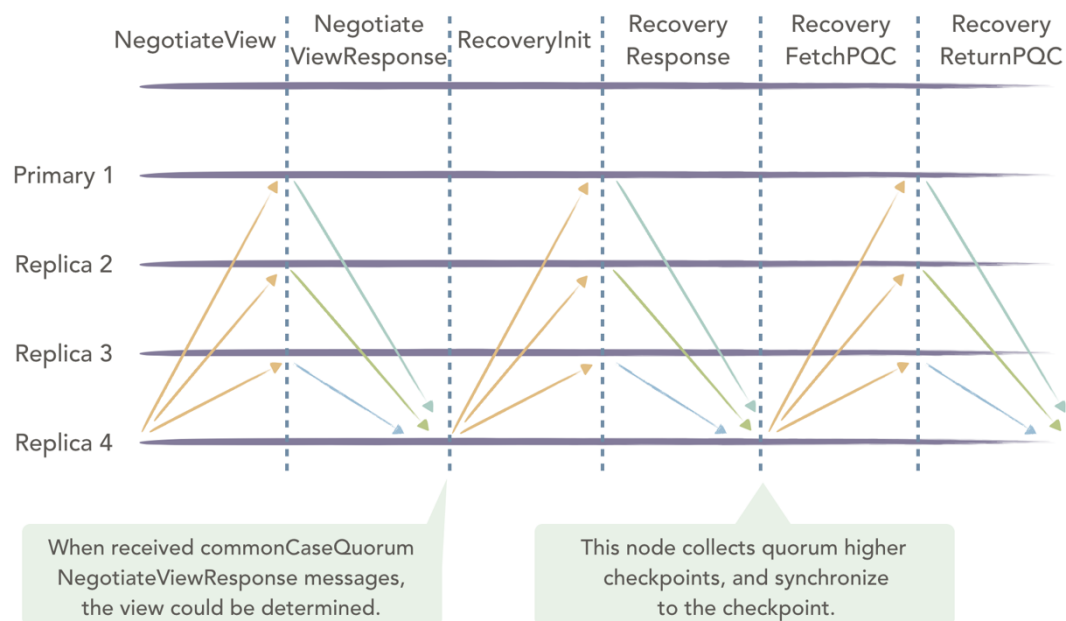 NegotiateView
Negotiate
ViewResponse
RecoveryInit
Recovery
Response
Recovery
FetchPQC
Recovery
ReturnPQC
Primary 1
Replica 2
Replica 3
Replica 4
When received commonCaseQuorum
NegotiateViewResponse messages,
the view could be determined.
This node collects quorum higher
checkpoints, and synchronize
to the checkpoint.